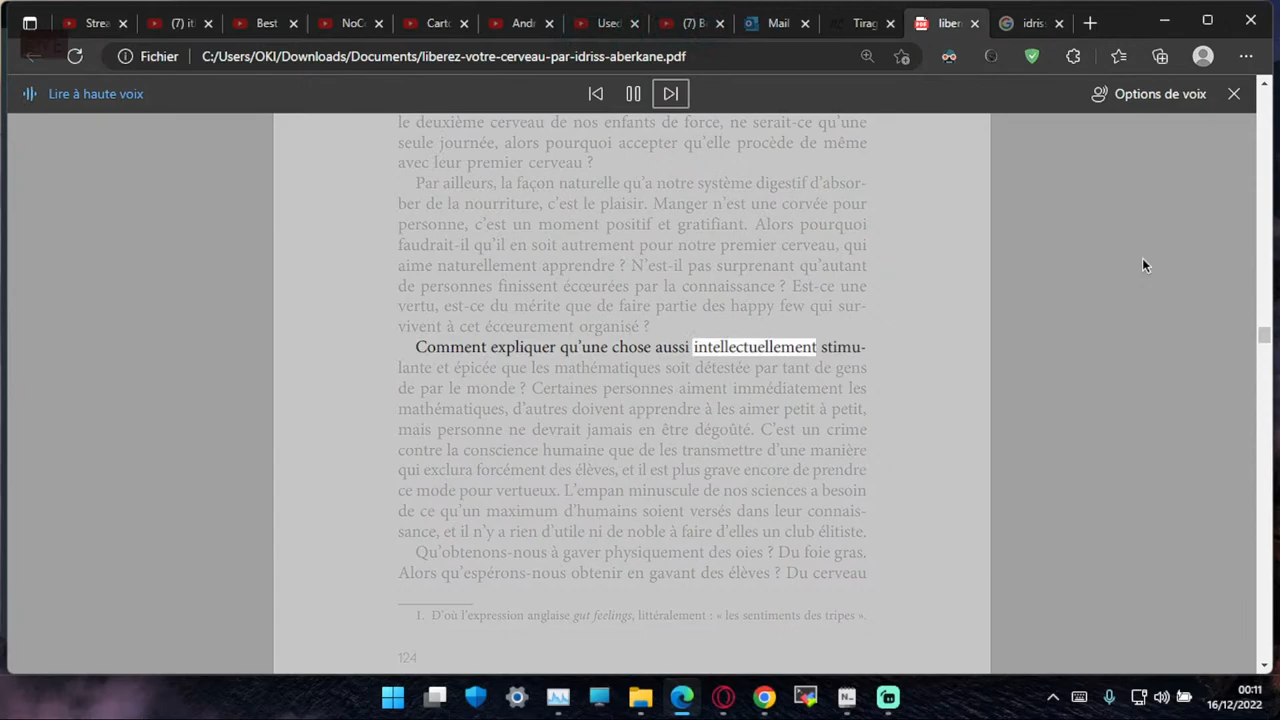 Strea
(7) it
Best
NoC
Carto
Andr
Used
(7) B
Mail
Tirag
liber
idris
Fichier
C:/Users/OKI/Downloads/Documents/liberez-votre-cerveau-par-idriss-aberkane.pdf
Lire à haute voix
Options de voix
le deuxième cerveau de nos enfants de force, ne serait-ce qu'une
seule journée, alors pourquoi accepter qu'elle procède de même
avec leur premier cerveau ?
Par ailleurs, la façon naturelle qu'a notre système digestif d'absor-
ber de la nourriture, c'est le plaisir. Manger n'est une corvée pour
personne, c'est un moment positif et gratifiant. Alors pourquoi
faudrait-il qu'il en soit autrement pour notre premier cerveau, qui
aime naturellement apprendre ? N'est-il pas surprenant qu'autant
de personnes finissent écœurées par la connaissance ? Est-ce une
vertu, est-ce du mérite que de faire partie des happy few qui sur-
vivent à cet écœurement organisé ?
Comment expliquer qu'une chose aussi intellectuellement stimu-
lante et épicée que les mathématiques soit détestée par tant de gens
de par le monde ? Certaines personnes aiment immédiatement les
mathématiques, d'autres doivent apprendre à les aimer petit à petit,
mais personne ne devrait jamais en être dégoûté. C'est un crime
contre la conscience humaine que de les transmettre d'une manière
qui exclura forcément des élèves, et il est plus grave encore de prendre
ce mode pour vertueux. L'empan minuscule de nos sciences a besoin
de ce qu'un maximum d'humains soient versés dans leur connais-
sance, et il n'y a rien d'utile ni de noble à faire d'elles un club élitiste.
Qu'obtenons-nous à gaver physiquement des oies ? Du foie gras.
Alors qu'espérons-nous obtenir en gavant des élèves ? Du cerveau
1. D'où l'expression anglaise gut feelings, littéralement : « les sentiments des tripes ».
124
00:11
16/12/2022